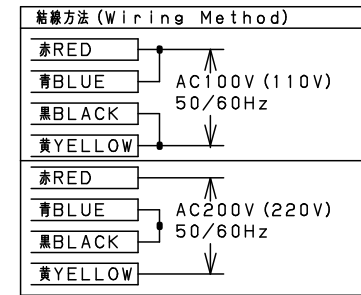 結線方法(Wiring Method)
赤RED
青BLUE
黒BLACK
黄YELLOW
AC100V(110V)
50/60Hz
赤RED
青BLUE
黒BLACK
黄YELLOW
AC200V(220V)
50/60Hz